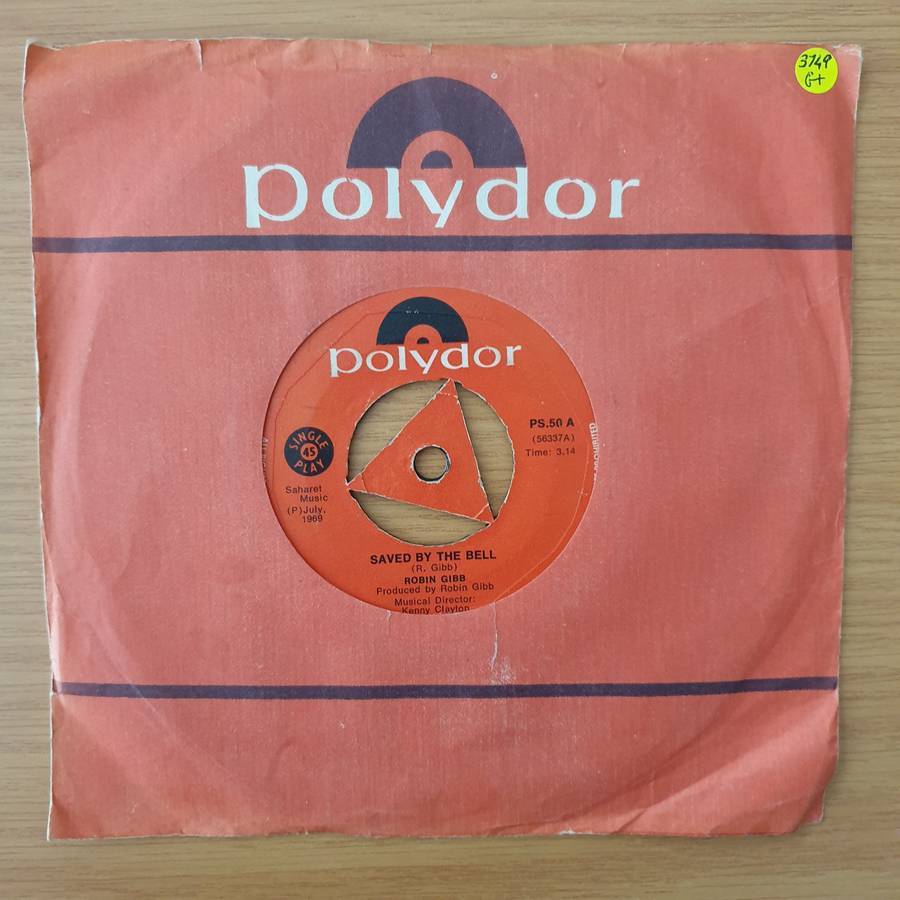 3749
G+
polydor
polydor
PS.50 A
(56337A)
Time: 3.14
SINGLE
45
PLAY
Saharet
Music
(P)July,
1969
SAVED BY THE BELL
(R. Gibb)
ROBIN GIBB
Produced by Robin Gibb
Musical Director:
Kenny Clayton